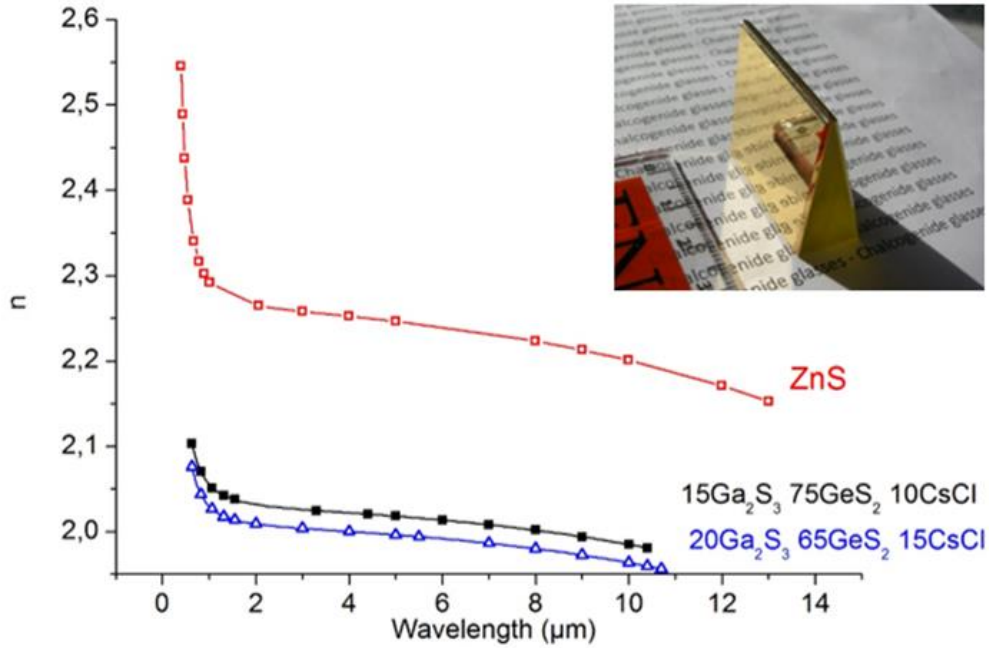 2,6
2,5
2,4
2,3
2,2
2,1
2,0
n
0 2 4 6 8 10 12 14
Wavelength (µm)
ZnS
15Ga₂S₃ 75GeS₂ 10CsCl
20Ga₂S₃ 65GeS₂ 15CsCl
glasses - Chalcogenide glasses